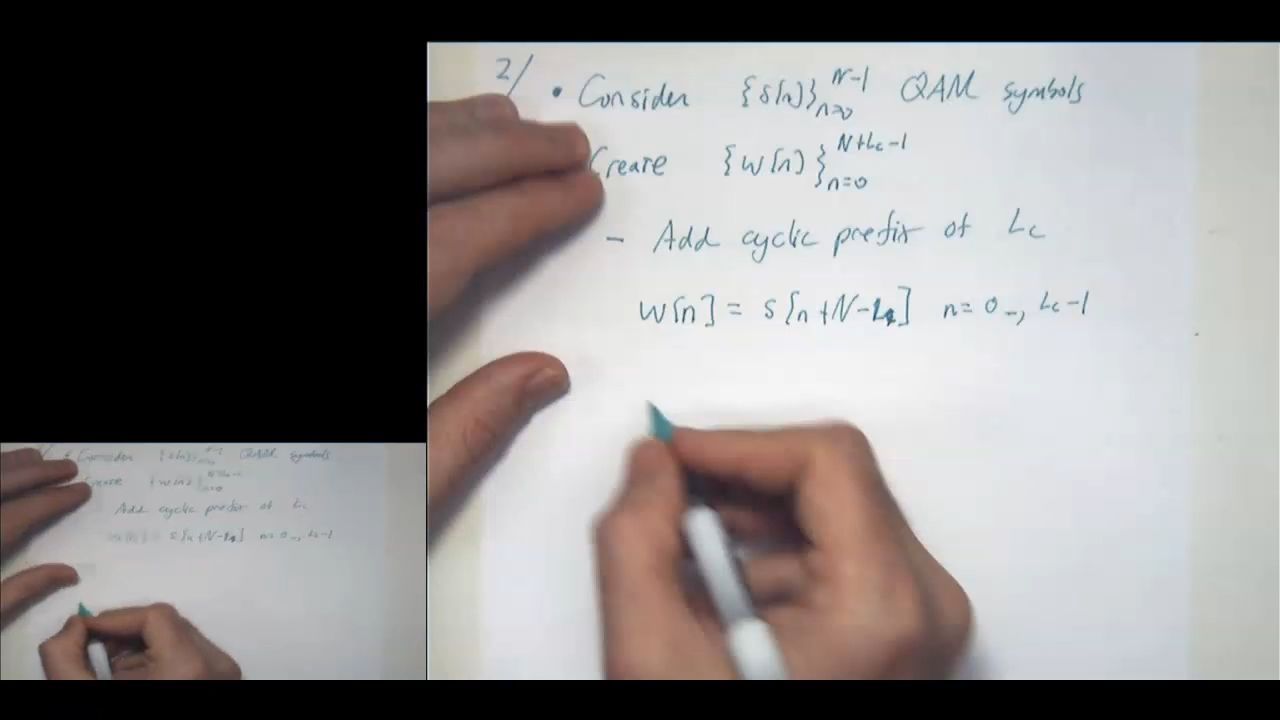 2/ • Consider {s[n]}_{n=0}^{N-1} QAM symbols
Create {w[n]}_{n=0}^{N+Lc-1}
- Add cyclic prefix of Lc
w[n] = s[n+N-Lc] n=0–, Lc-1